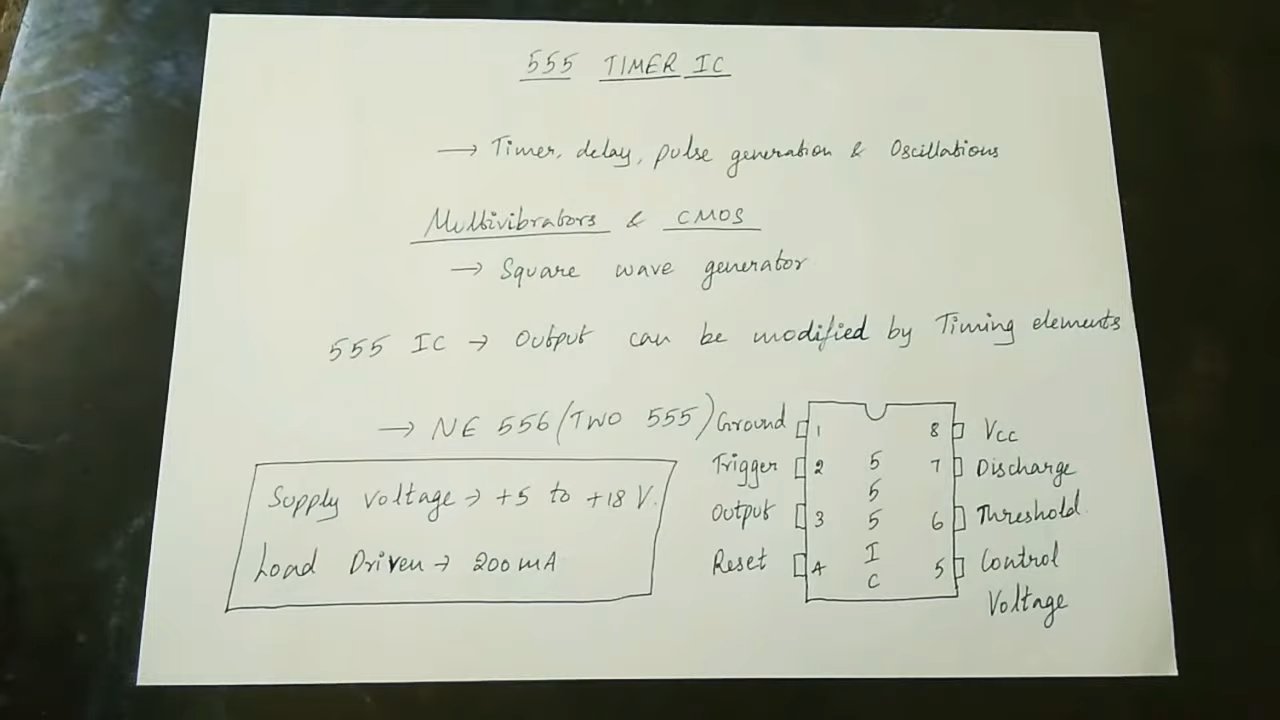 555 TIMER IC
→ Timer, delay, pulse generation & Oscillations
Multivibrators & CMOS
→ Square wave generator
555 IC → Output can be modified by Timing elements
→ NE 556 (TWO 555)
Supply voltage → +5 to +18 V.
Load Driven → 200 mA
Ground 1 8 Vcc
Trigger 2 5 7 Discharge
5
Output 3 5 6 Threshold
I
Reset 4 C 5 Control
Voltage